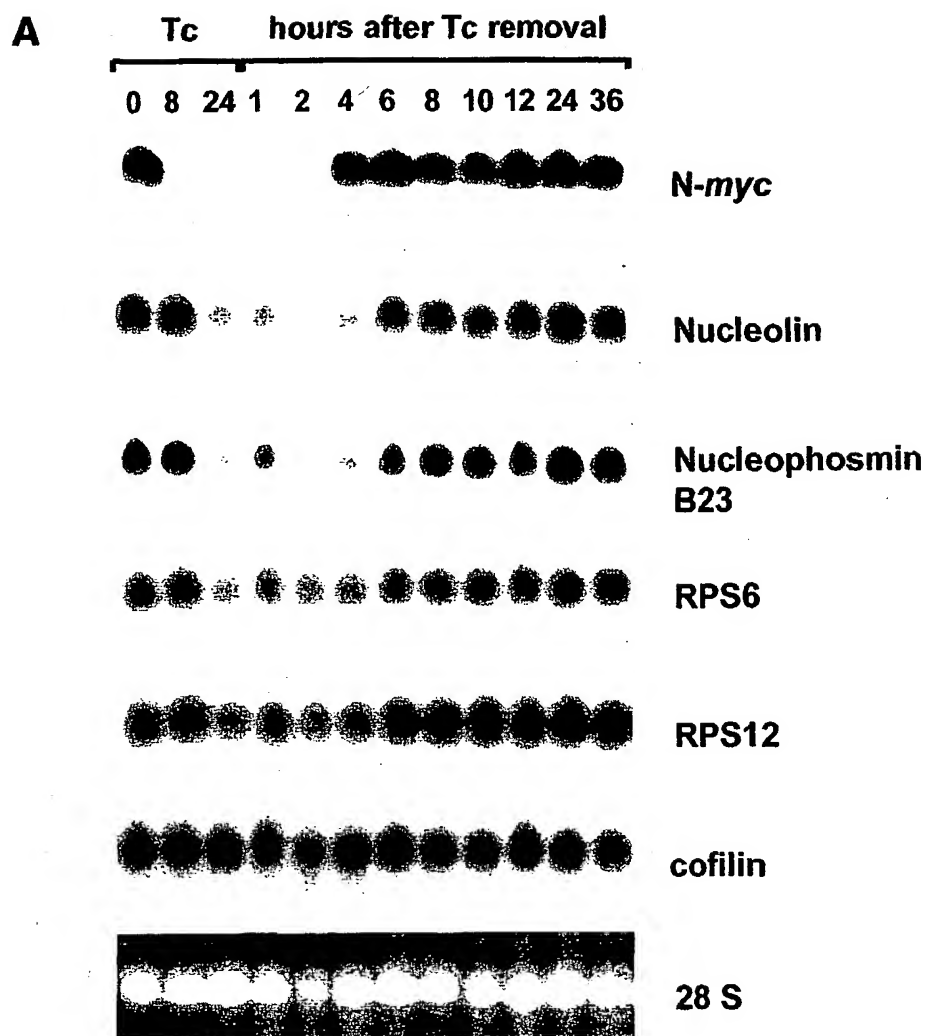 A
Tc hours after Tc removal
0 8 24 1 2 4 6 8 10 12 24 36
N-myc
Nucleolin
Nucleophosmin
B23
RPS6
RPS12
cofilin
28 S